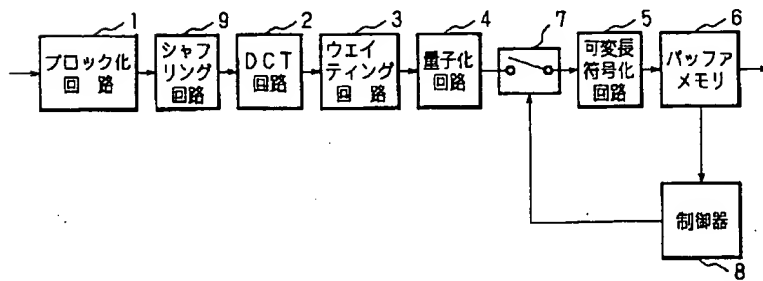 1
9
2
3
4
7
5
6
ブロック化
回 路
シャフ
リング
回路
DCT
回路
ウエイ
ティング
回 路
量子化
回路
可変長
符号化
回路
バッファ
メモリ
制御器
8